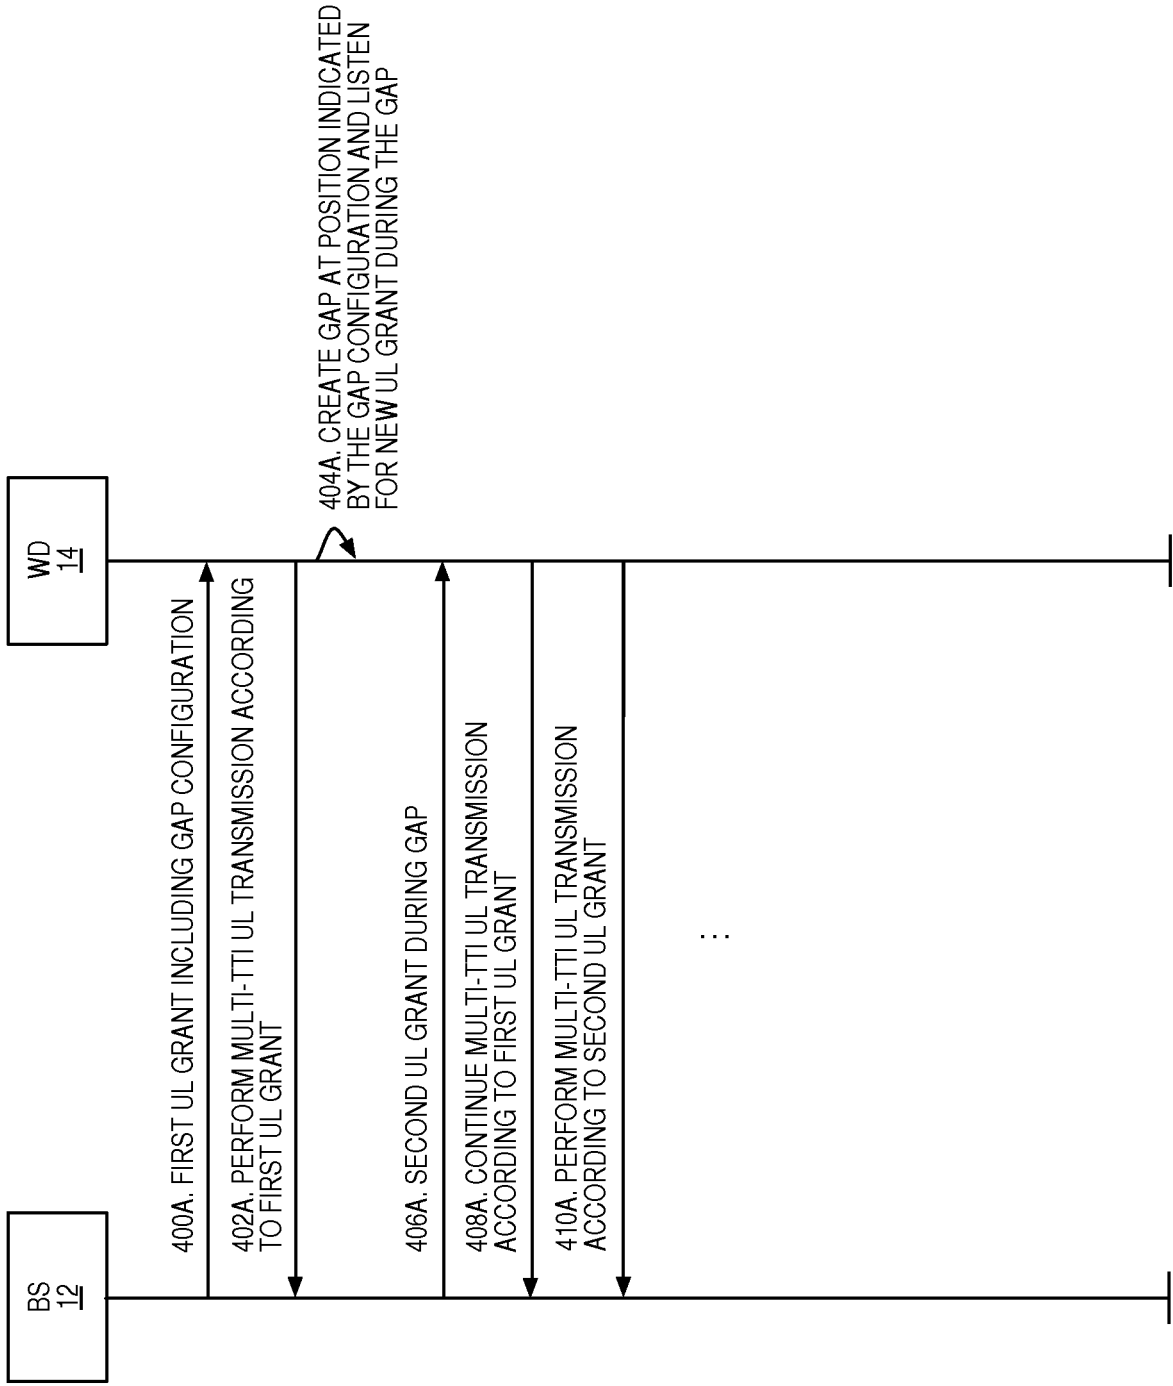 BS
12
WD
14
400A. FIRST UL GRANT INCLUDING GAP CONFIGURATION
402A. PERFORM MULTI-TTI UL TRANSMISSION ACCORDING
TO FIRST UL GRANT
404A. CREATE GAP AT POSITION INDICATED
BY THE GAP CONFIGURATION AND LISTEN
FOR NEW UL GRANT DURING THE GAP
406A. SECOND UL GRANT DURING GAP
408A. CONTINUE MULTI-TTI UL TRANSMISSION
ACCORDING TO FIRST UL GRANT
410A. PERFORM MULTI-TTI UL TRANSMISSION
ACCORDING TO SECOND UL GRANT
...